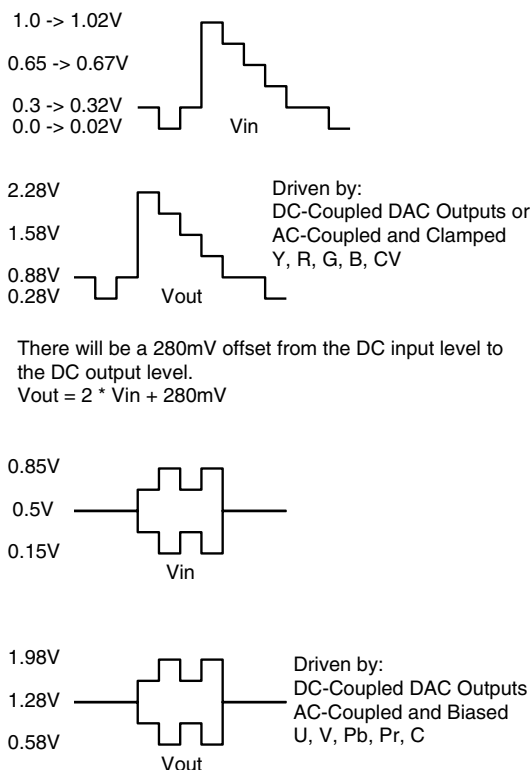 1.0 -> 1.02V
0.65 -> 0.67V
0.3 -> 0.32V
0.0 -> 0.02V
Vin
2.28V
1.58V
0.88V
0.28V
Vout
Driven by:
DC-Coupled DAC Outputs or
AC-Coupled and Clamped
Y, R, G, B, CV
There will be a 280mV offset from the DC input level to
the DC output level.
Vout = 2 * Vin + 280mV
0.85V
0.5V
0.15V
Vin
1.98V
1.28V
0.58V
Vout
Driven by:
DC-Coupled DAC Outputs
AC-Coupled and Biased
U, V, Pb, Pr, C